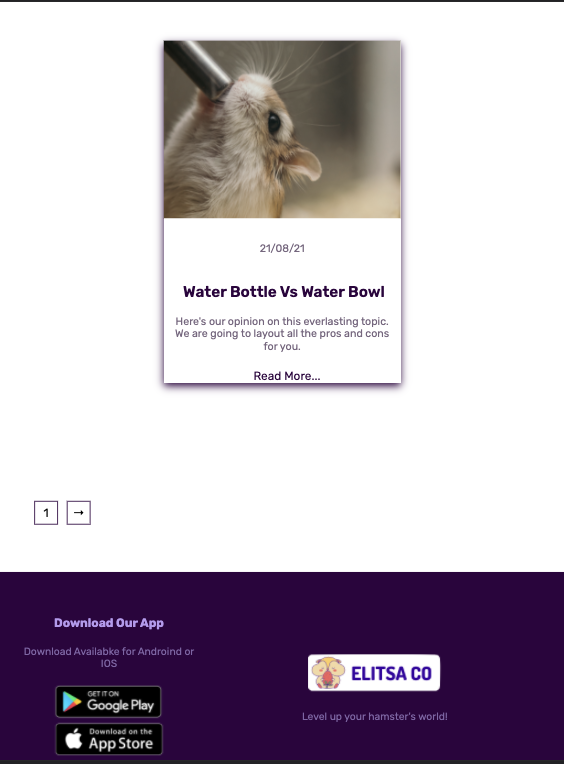 21/08/21
Water Bottle Vs Water Bowl
Here's our opinion on this everlasting topic.
We are going to layout all the pros and cons
for you.
Read More...
1 →
Download Our App
Download Availabke for Androind or
IOS
GET IT ON
Google Play
Download on the
App Store
ELITSA CO
Level up your hamster's world!